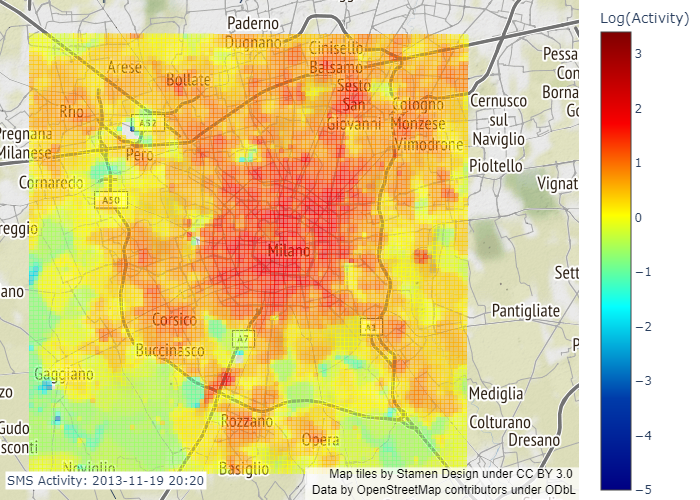 Log(Activity)
Paderno
Dugnano
Cinisello
Balsamo
Arese
Bollate
Sesto
San
Giovanni
Rho
A52
Cologno
Monzese
Vimodrone
Cernusco
sul
Naviglio
Pessa
Con
Borna
Go
Pregnana
Milanese
Pero
Cornaredo
Pioltello
Vignat
A50
reggio
Milano
Sett
ano
Pantigliate
Corsico
A7
Buccinasco
P
Gaggiano
zo
Mediglia
Rozzano
Colturano
Gudo
sconti
Opera
Dresano
Noviglio
Basiglio
SMS Activity: 2013-11-19 20:20
Map tiles by Stamen Design under CC BY 3.0
Data by OpenStreetMap contributors under ODbL
3
2
1
0
−1
−2
−3
−4
−5